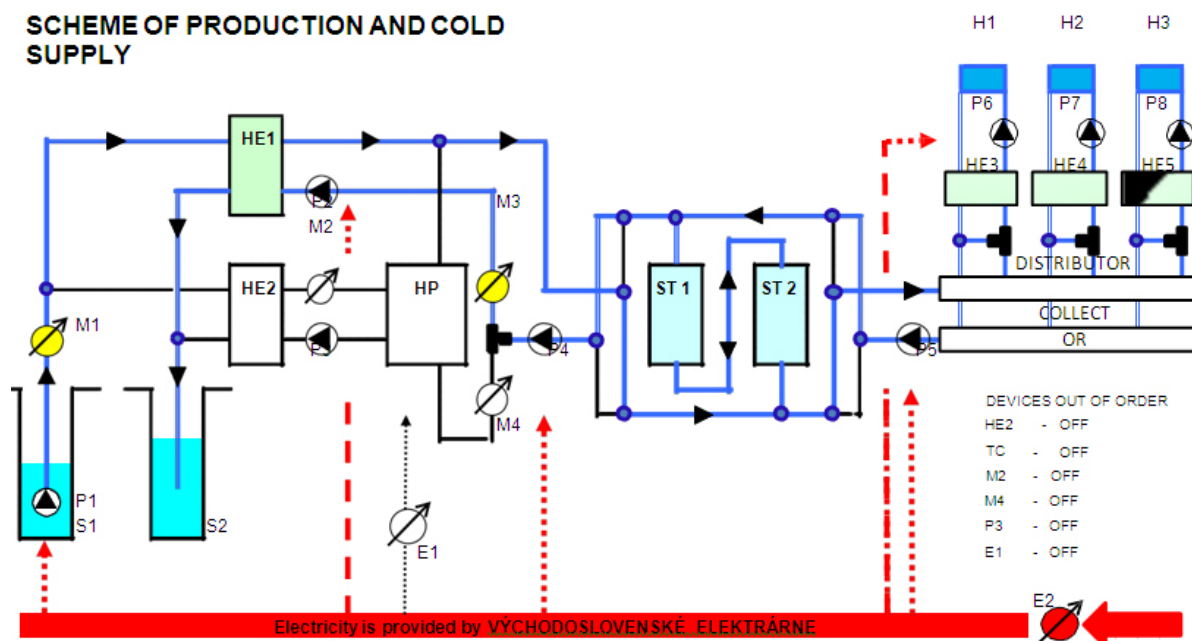 SCHEME OF PRODUCTION AND COLD
SUPPLY
H1 H2 H3
P6 P7 P8
HE1
HE3 HE4 HE5
P2
M2
M3
DISTRIBUTOR
HE2
HP
ST 1
ST 2
COLLECT
OR
M1
P3
P4
P5
M4
DEVICES OUT OF ORDER
HE2 - OFF
TC - OFF
M2 - OFF
M4 - OFF
P3 - OFF
E1 - OFF
P1
S1
S2
E1
E2
Electricity is provided by VÝCHODOSLOVENSKÉ ELEKTRÁRNE